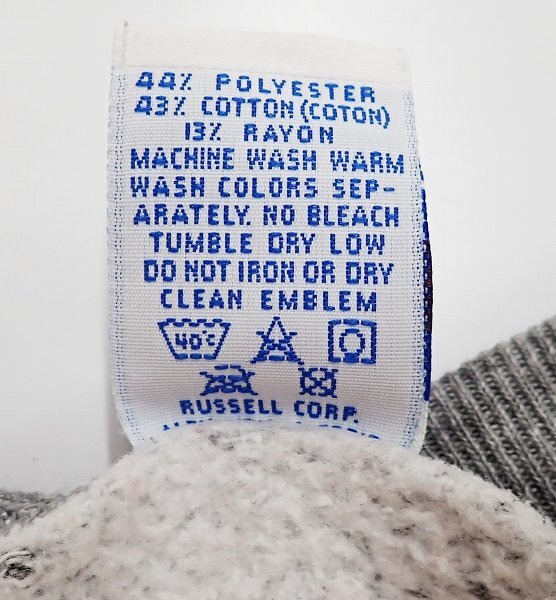 44% POLYESTER
43% COTTON (COTON)
13% RAYON
MACHINE WASH WARM
WASH COLORS SEP-
ARATELY. NO BLEACH
TUMBLE DRY LOW
DO NOT IRON OR DRY
CLEAN EMBLEM
40°C
RUSSELL CORP.